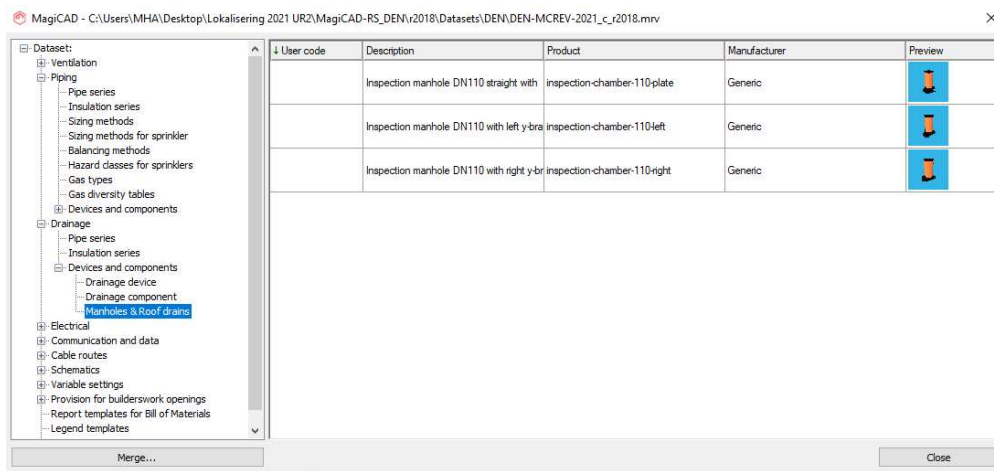 MagiCAD - C:\Users\MHA\Desktop\Lokalisering 2021 UR2\MagiCAD-RS_DEN\r2018\Datasets\DEN\DEN-MCREV-2021_c_r2018.mrv
Dataset:
Ventilation
Piping
Pipe series
Insulation series
Sizing methods
Sizing methods for sprinkler
Balancing methods
Hazard classes for sprinklers
Gas types
Gas diversity tables
Devices and components
Drainage
Pipe series
Insulation series
Devices and components
Drainage device
Drainage component
Manholes & Roof drains
Electrical
Communication and data
Cable routes
Schematics
Variable settings
Provision for builderswork openings
Report templates for Bill of Materials
Legend templates
Merge...
↓ User code Description Product Manufacturer Preview
Inspection manhole DN110 straight with inspection-chamber-110-plate Generic
Inspection manhole DN110 with left y-bra inspection-chamber-110-left Generic
Inspection manhole DN110 with right y-br inspection-chamber-110-right Generic
Close